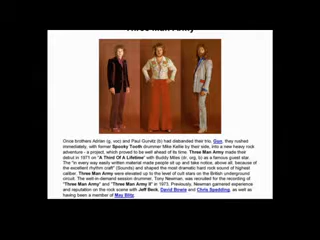 Three Man Army
Once brothers Adrian (g, voc) and Paul Gurvitz (b) had disbanded their trio, Gun, they rushed
immediately, with former Spooky Tooth drummer Mike Kellie by their side, into a new heavy rock
adventure - a project, which proved to be well ahead of its time. Three Man Army made their
debut in 1971 on "A Third Of A Lifetime" with Buddy Miles (dr, org, b) as a famous guest star.
The "in every way easily written material made people sit up and take notice, above all, because of
the excellent rhythm craft" (Sounds) and shaped the most dramatic hard rock sound of highest
caliber. Three Man Army were elevated up to the level of cult stars on the British underground
circuit. The well-in-demand session drummer, Tony Newman, was recruited for the recording of
"Three Man Army" and "Three Man Army II" in 1973. Previously, Newman garnered experience
and reputation on the rock scene with Jeff Beck, David Bowie and Chris Spedding, as well as
having been a member of May Blitz.